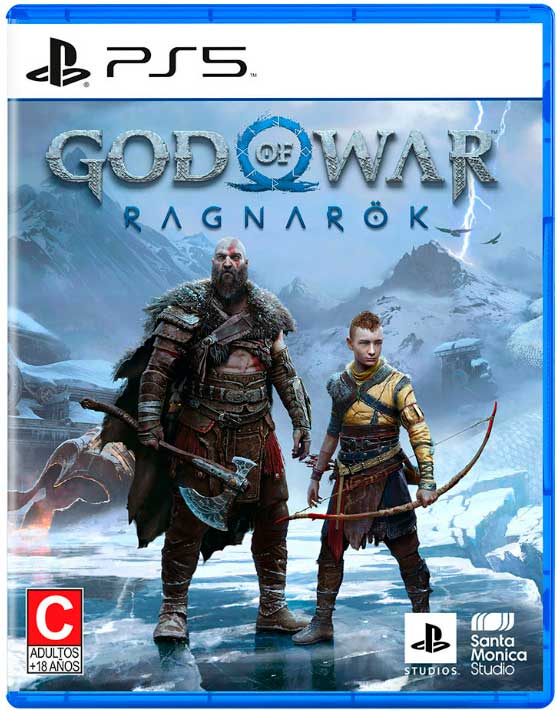 PS5
GOD OF WAR
RAGNARÖK
C
ADULTOS
+18 AÑOS
STUDIOS
Santa
Monica
Studio